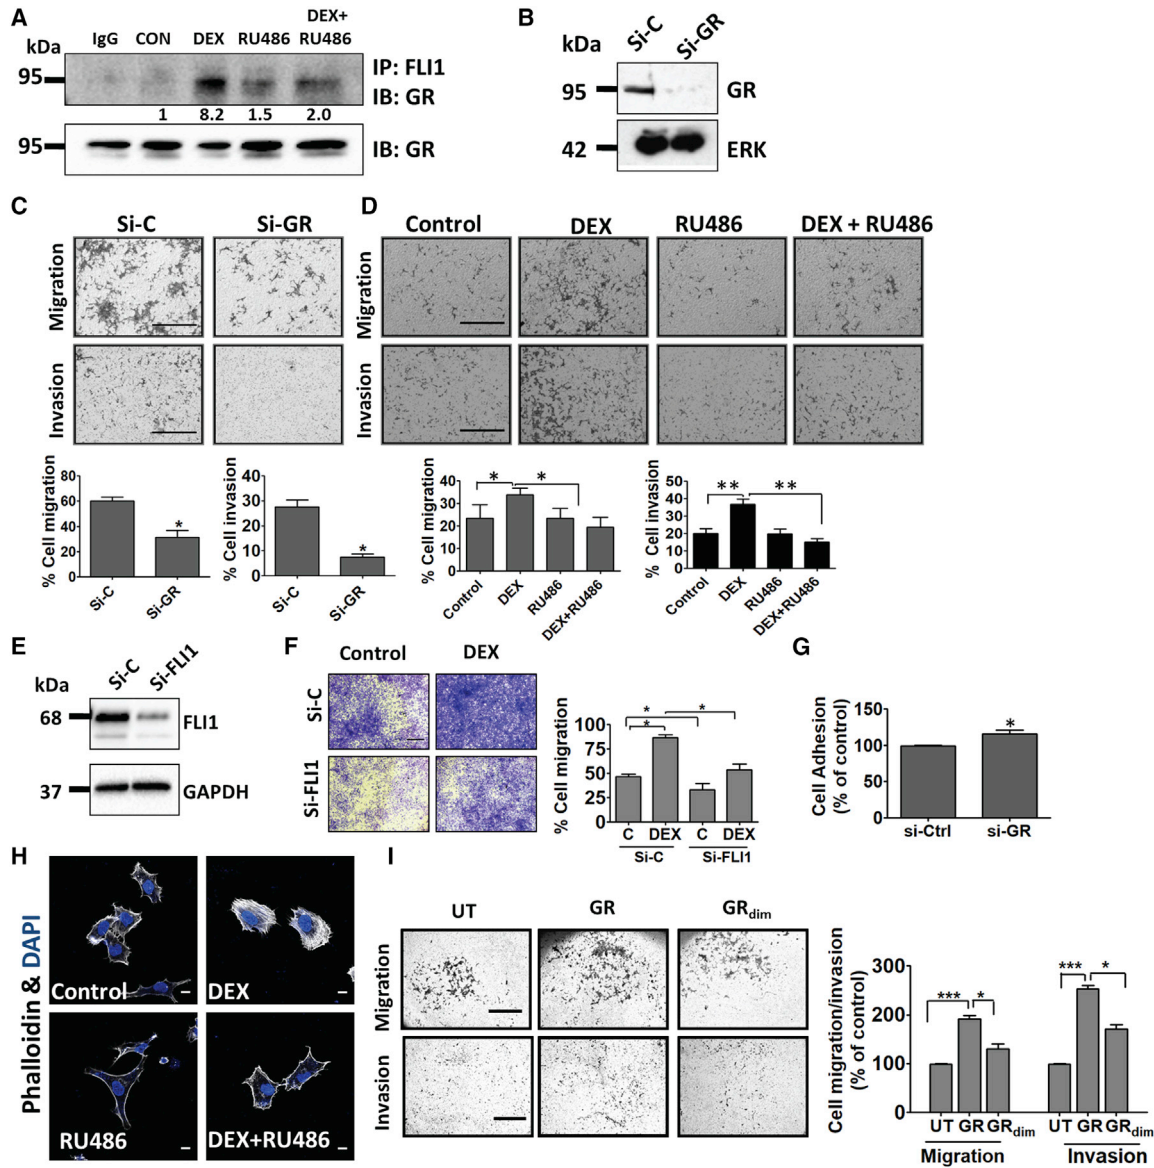 A
kDa
IgG CON DEX RU486 DEX+ RU486
95
IP: FLI1
IB: GR
1 8.2 1.5 2.0
95
IB: GR
B
kDa
Si-C Si-GR
95
GR
42
ERK
C
Si-C Si-GR
Migration
Invasion
% Cell migration
80
60
40
20
0
Si-C Si-GR
*
% Cell invasion
40
30
20
10
0
Si-C Si-GR
*
D
Control DEX RU486 DEX + RU486
Migration
Invasion
% Cell migration
40
30
20
10
0
* *
Control DEX RU486 DEX+RU486
% Cell invasion
50
40
30
20
10
0
** **
Control DEX RU486 DEX+RU486
E
kDa
Si-C Si-FLI1
68
FLI1
37
GAPDH
F
Control DEX
Si-C
Si-FLI1
% Cell migration
100
75
50
25
0
* * *
C DEX C DEX
Si-C Si-FLI1
G
Cell Adhesion
(% of control)
150
100
50
0
*
si-Ctrl si-GR
H
Phalloidin & DAPI
Control DEX
RU486 DEX+RU486
I
UT GR GRdim
Migration
Invasion
Cell migration/invasion
(% of control)
300
200
100
0
*** * *** *
UT GR GRdim UT GR GRdim
Migration Invasion